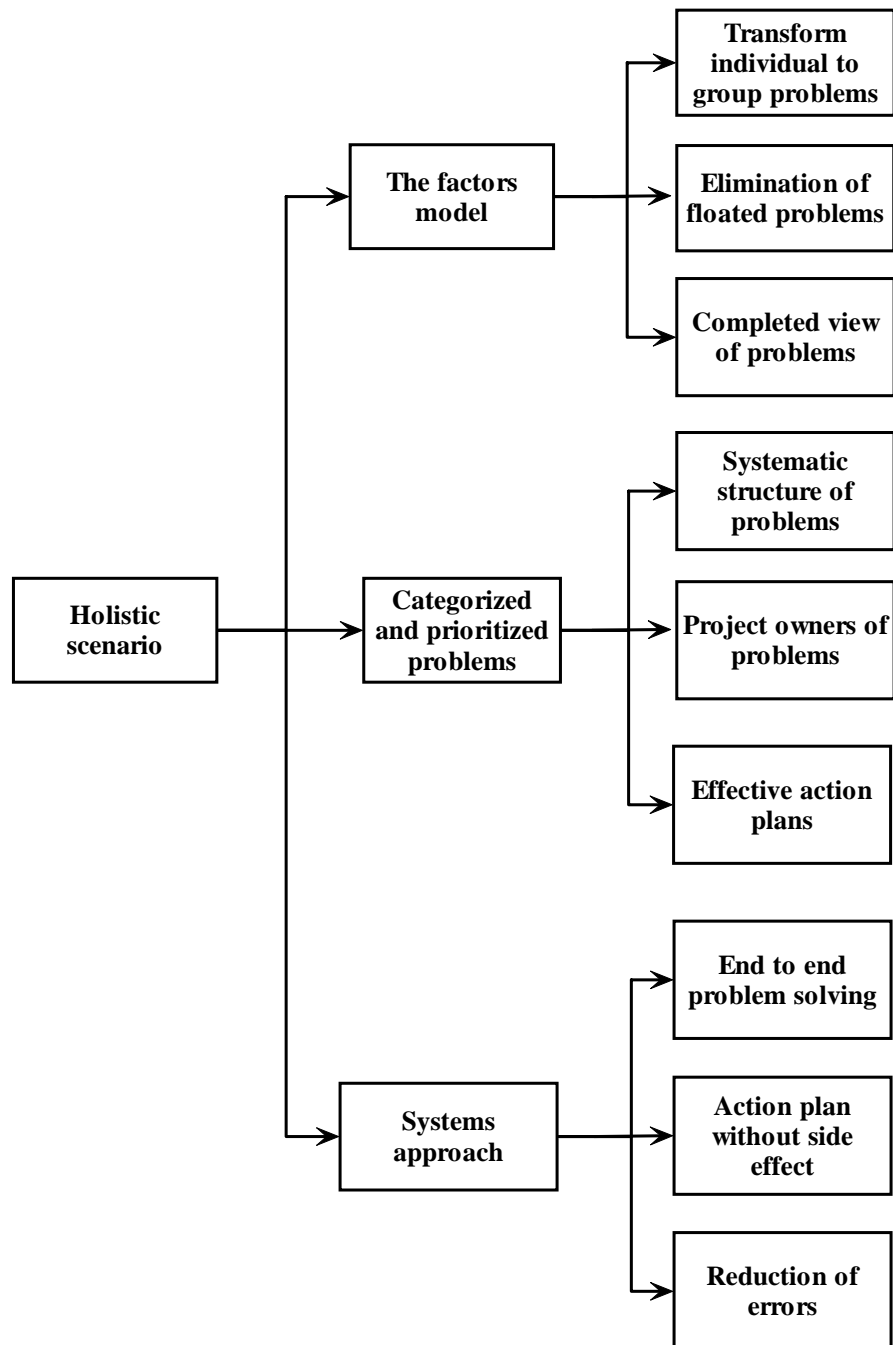 Transform
individual to
group problems
The factors
model
Elimination of
floated problems
Completed view
of problems
Systematic
structure of
problems
Holistic
scenario
Categorized
and prioritized
problems
Project owners of
problems
Effective action
plans
End to end
problem solving
Systems
approach
Action plan
without side
effect
Reduction of
errors